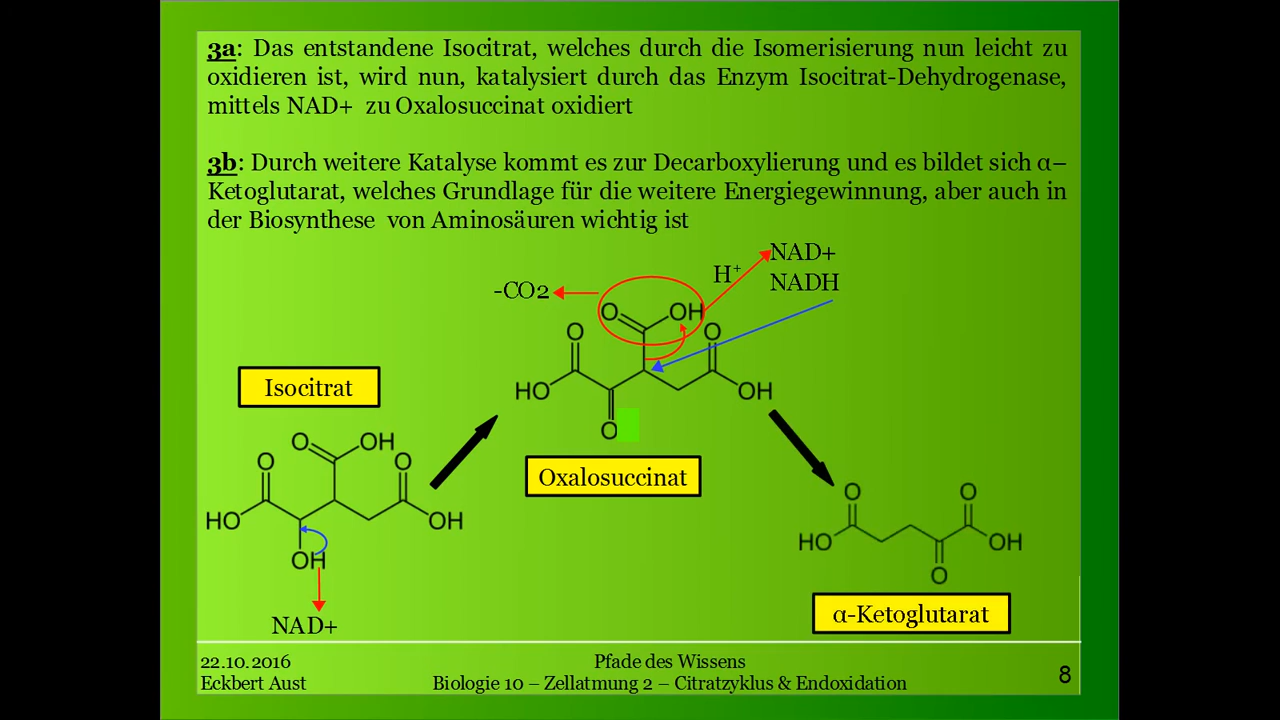 3a: Das entstandene Isocitrat, welches durch die Isomerisierung nun leicht zu
oxidieren ist, wird nun, katalysiert durch das Enzym Isocitrat-Dehydrogenase,
mittels NAD+ zu Oxalosuccinat oxidiert
3b: Durch weitere Katalyse kommt es zur Decarboxylierung und es bildet sich α–
Ketoglutarat, welches Grundlage für die weitere Energiegewinnung, aber auch in
der Biosynthese von Aminosäuren wichtig ist
NAD+
H+
NADH
-CO2
O
OH
O
O
HO
OH
O
Isocitrat
Oxalosuccinat
O
OH
O
O
HO
OH
OH
NAD+
O
O
HO
OH
O
α-Ketoglutarat
22.10.2016
Eckbert Aust
Pfade des Wissens
Biologie 10 – Zellatmung 2 – Citratzyklus & Endoxidation
8